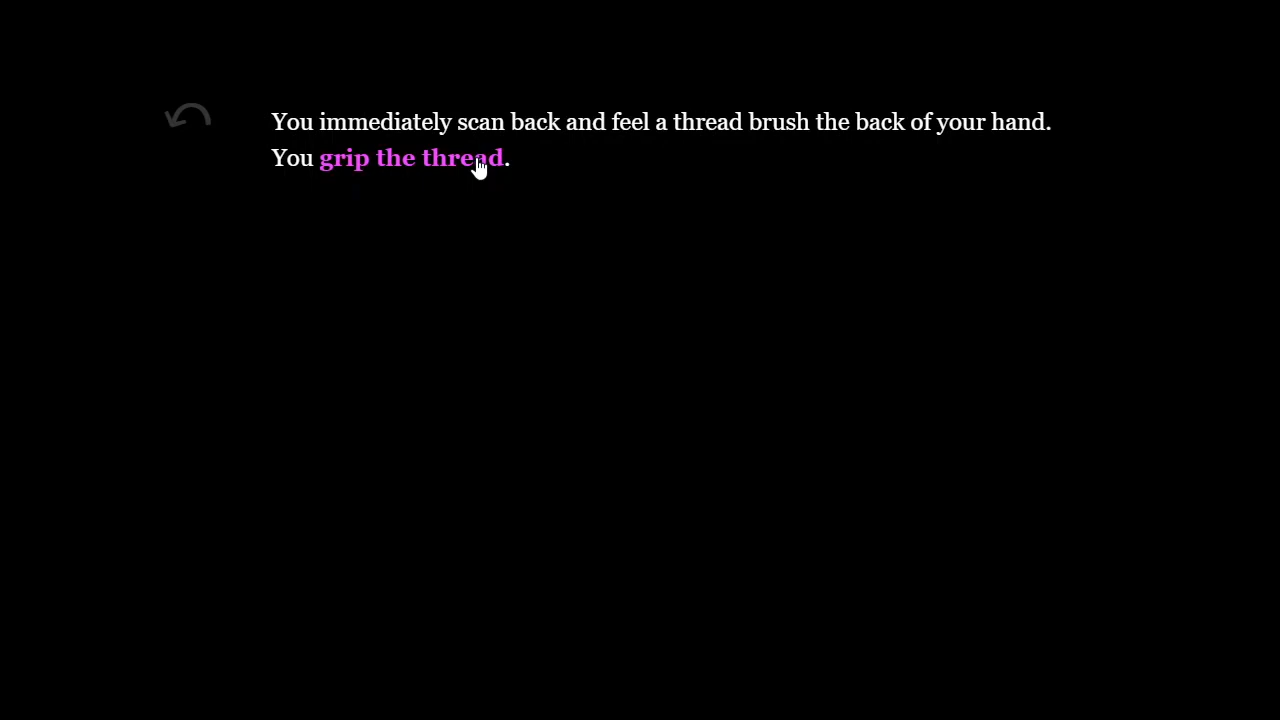 You immediately scan back and feel a thread brush the back of your hand.
You grip the thread.